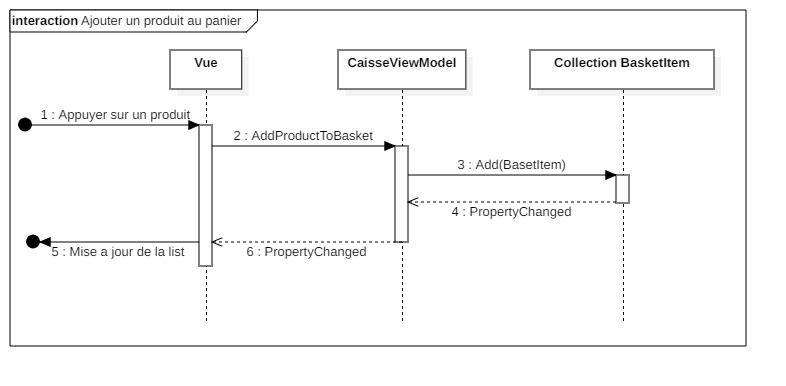 interaction Ajouter un produit au panier
Vue
CaisseViewModel
Collection BasketItem
1 : Appuyer sur un produit
2 : AddProductToBasket
3 : Add(BasetItem)
4 : PropertyChanged
5 : Mise a jour de la list
6 : PropertyChanged